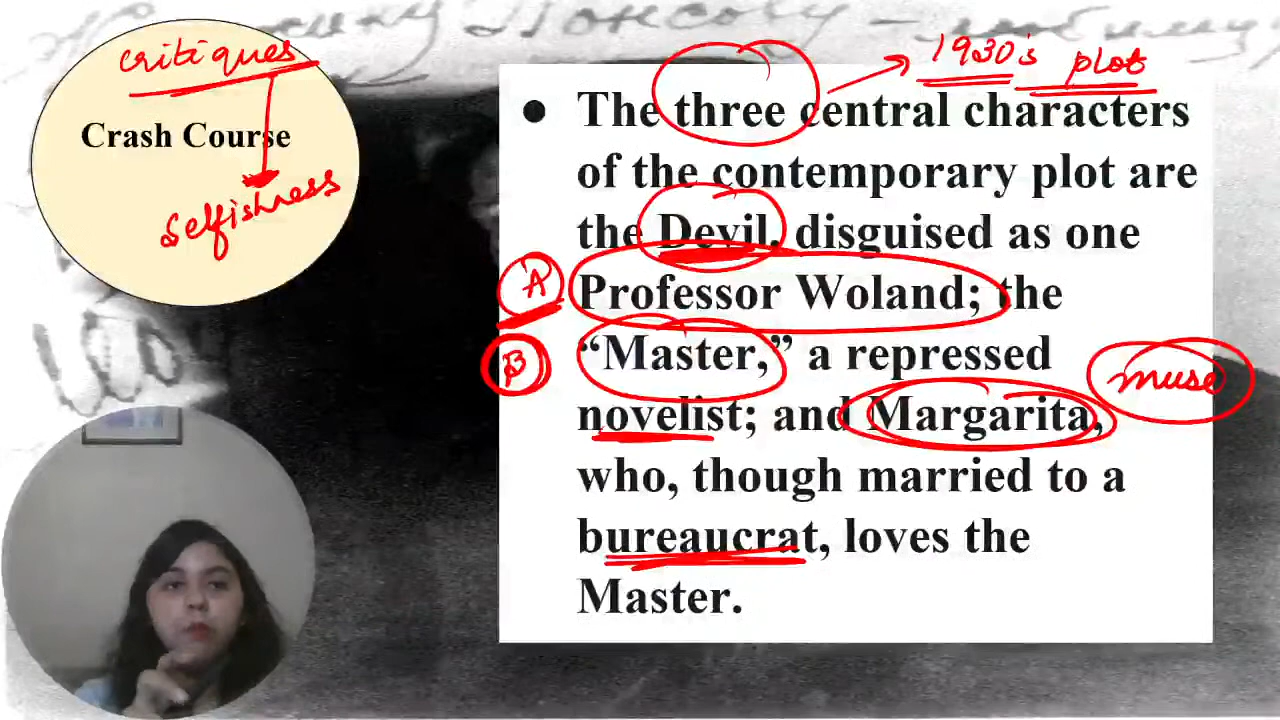 critiques
Crash Course
selfishness
1930's plot
● The three central characters
of the contemporary plot are
the Devil, disguised as one
A
Professor Woland; the
B
“Master,” a repressed
muse
novelist; and Margarita,
who, though married to a
bureaucrat, loves the
Master.